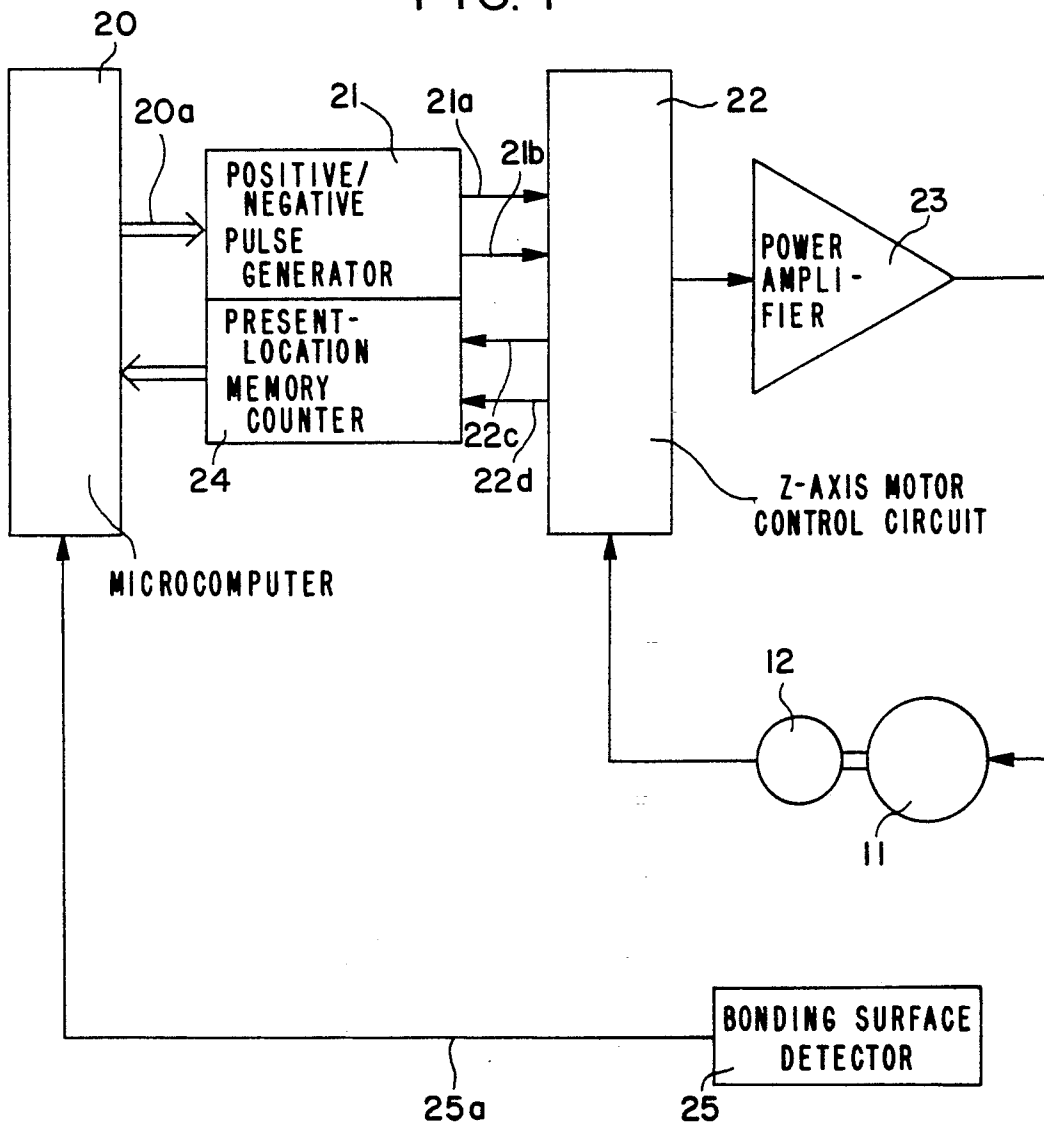 20
20a
21
21a
21b
22
POSITIVE/
NEGATIVE
PULSE
GENERATOR
23
POWER
AMPLI-
FIER
PRESENT-
LOCATION
MEMORY
COUNTER
22c
22d
24
Z-AXIS MOTOR
CONTROL CIRCUIT
MICROCOMPUTER
12
11
BONDING SURFACE
DETECTOR
25a
25